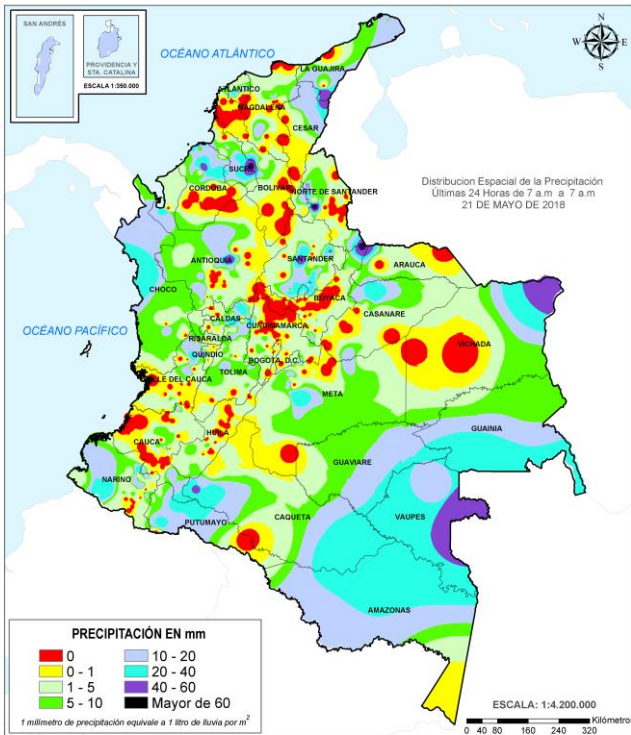 SAN ANDRÉS
PROVIDENCIA Y
STA. CATALINA
ESCALA 1:350.000
OCÉANO ATLÁNTICO
N
W E
S
LA GUAJIRA
ATLANTICO
MAGDALENA
CESAR
SUCRE
CORDOBA
BOLIVAR
NORTE DE SANTANDER
Distribucion Espacial de la Precipitación
Últimas 24 Horas de 7 a.m a 7 a.m
21 DE MAYO DE 2018
ANTIOQUIA
SANTANDER
ARAUCA
CHOCO
BOYACA
CASANARE
OCÉANO PACÍFICO
CALDAS
CUNDINAMARCA
RISARALDA
VICHADA
QUINDIO
BOGOTA, D.C.
TOLIMA
VALLE DEL CAUCA
META
GUAINIA
CAUCA
HUILA
GUAVIARE
NARIÑO
PUTUMAYO
CAQUETA
VAUPES
AMAZONAS
PRECIPITACIÓN EN mm
0
0 - 1
1 - 5
5 - 10
10 - 20
20 - 40
40 - 60
Mayor de 60
1 milimetro de precipitación equivale a 1 litro de lluvia por m²
ESCALA: 1:4.200.000
Kilómetros
0 40 80 160 240 320